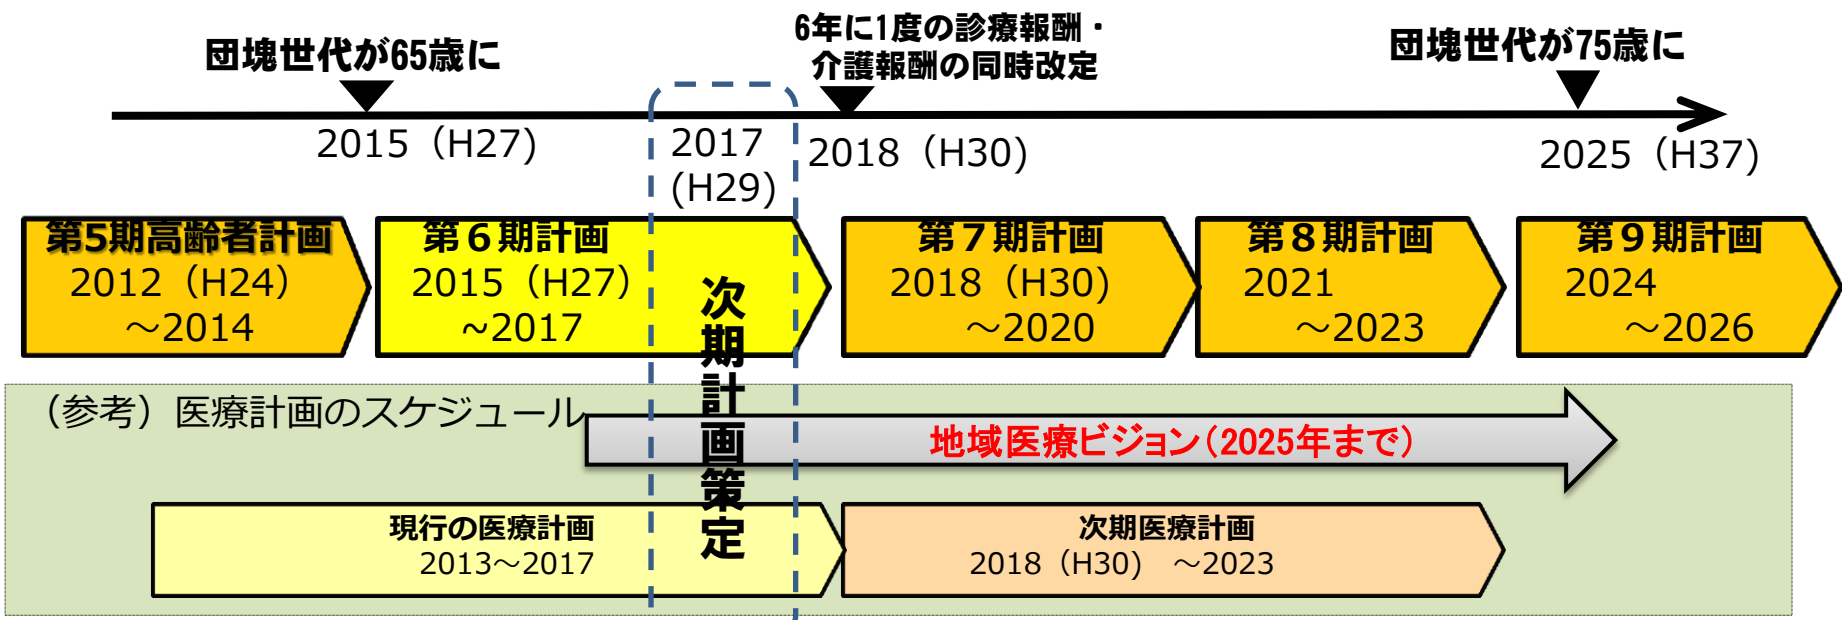 団塊世代が65歳に
6年に1度の診療報酬・
介護報酬の同時改定
団塊世代が75歳に
2015（H27)
2017
(H29)
2018（H30)
2025（H37)
第5期高齢者計画
2012（H24）
～2014
第６期計画
2015（H27）
~2017
第７期計画
2018（H30)
～2020
第８期計画
2021
～2023
第９期計画
2024
～2026
次期計画策定
（参考）医療計画のスケジュール
地域医療ビジョン（2025年まで）
現行の医療計画
2013～2017
次期医療計画
2018（H30)　～2023